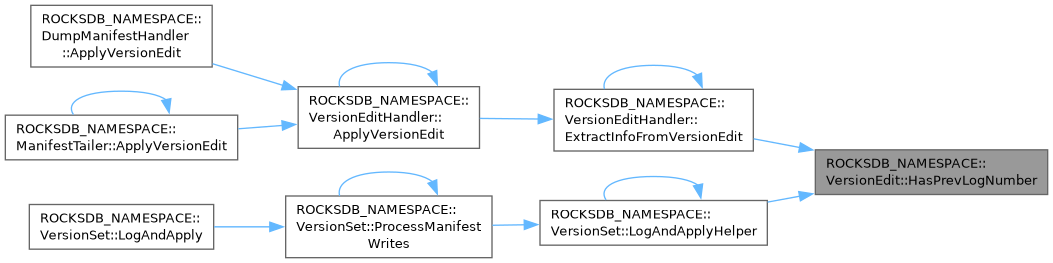 ROCKSDB_NAMESPACE::
DumpManifestHandler
::ApplyVersionEdit
ROCKSDB_NAMESPACE::
ManifestTailer::ApplyVersionEdit
ROCKSDB_NAMESPACE::
VersionEditHandler::
ApplyVersionEdit
ROCKSDB_NAMESPACE::
VersionEditHandler::
ExtractInfoFromVersionEdit
ROCKSDB_NAMESPACE::
VersionEdit::HasPrevLogNumber
ROCKSDB_NAMESPACE::
VersionSet::LogAndApply
ROCKSDB_NAMESPACE::
VersionSet::ProcessManifest
Writes
ROCKSDB_NAMESPACE::
VersionSet::LogAndApplyHelper